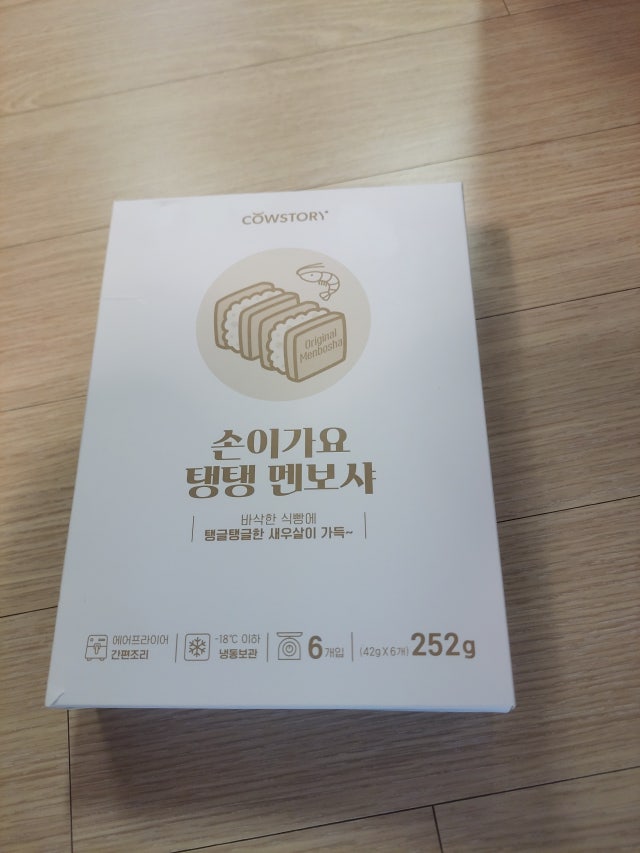 COWSTORY
Original
Menbosha
손이가요
탱탱 멘보샤
바삭한 식빵에
탱글탱글한 새우살이 가득~
에어프라이어
간편조리
-18℃ 이하
냉동보관
6개입
(42g X 6개) 252g